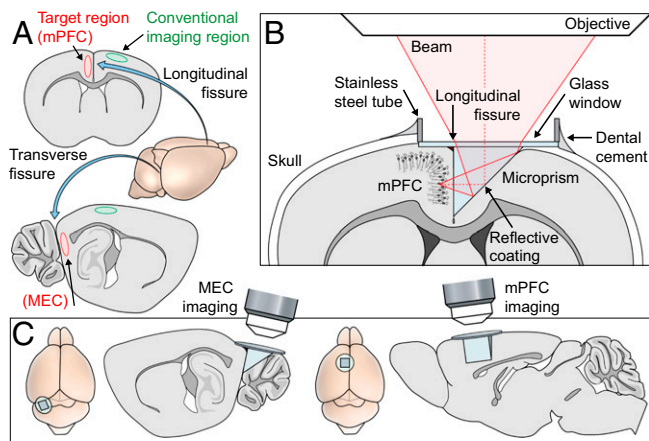 A
Target region
(mPFC)
Conventional
imaging region
Longitudinal
fissure
Transverse
fissure
(MEC)
B
Objective
Beam
Stainless
steel tube
Longitudinal
fissure
Glass
window
Dental
cement
Skull
mPFC
Microprism
Reflective
coating
C
MEC
imaging
mPFC
imaging